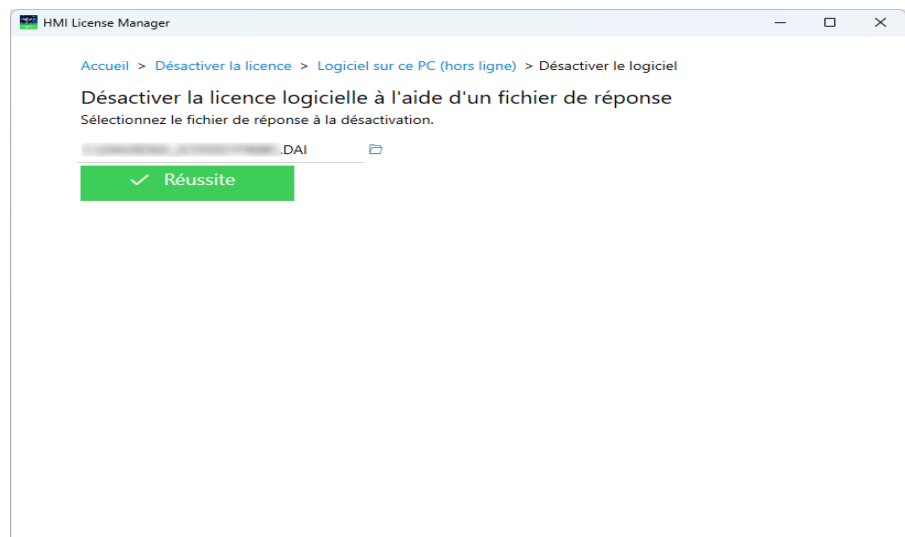 HMI License Manager
Accueil > Désactiver la licence > Logiciel sur ce PC (hors ligne) > Désactiver le logiciel
Désactiver la licence logicielle à l'aide d'un fichier de réponse
Sélectionnez le fichier de réponse à la désactivation.
.DAI
Réussite